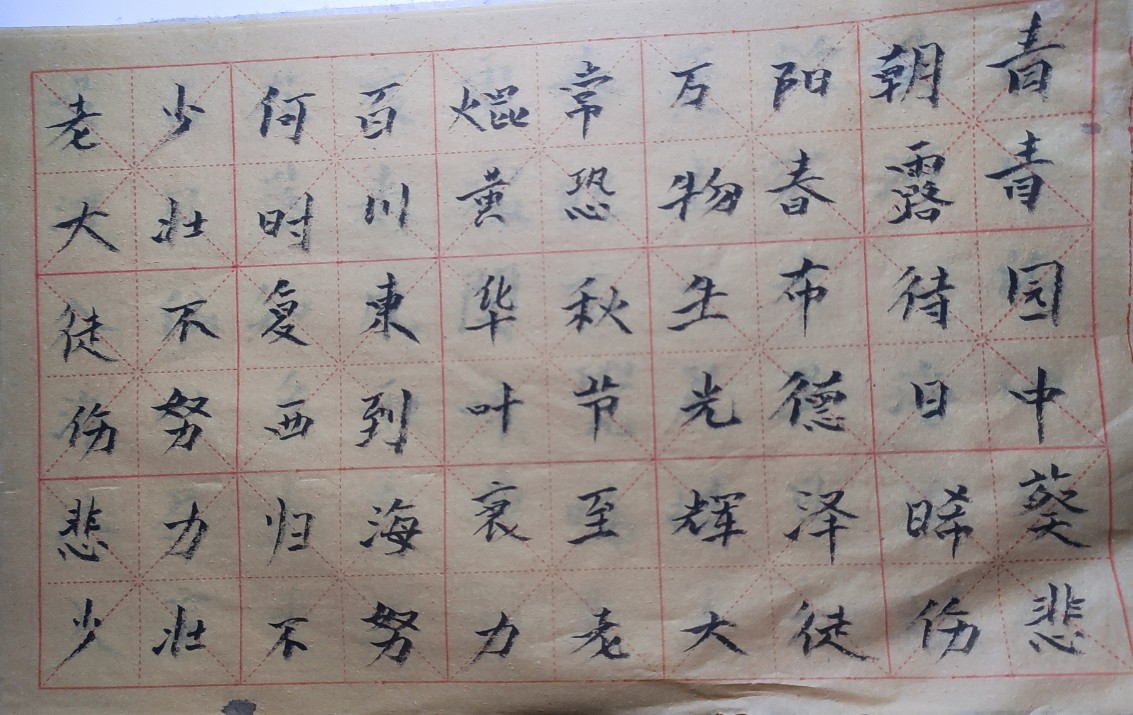 青青园中葵
朝露待日晞
阳春布德泽
万物生光辉
常恐秋节至
焜黄华叶衰
百川東到海
何时复西归
少壮不努力
老大徒伤悲
少壮不努力老大徒伤悲